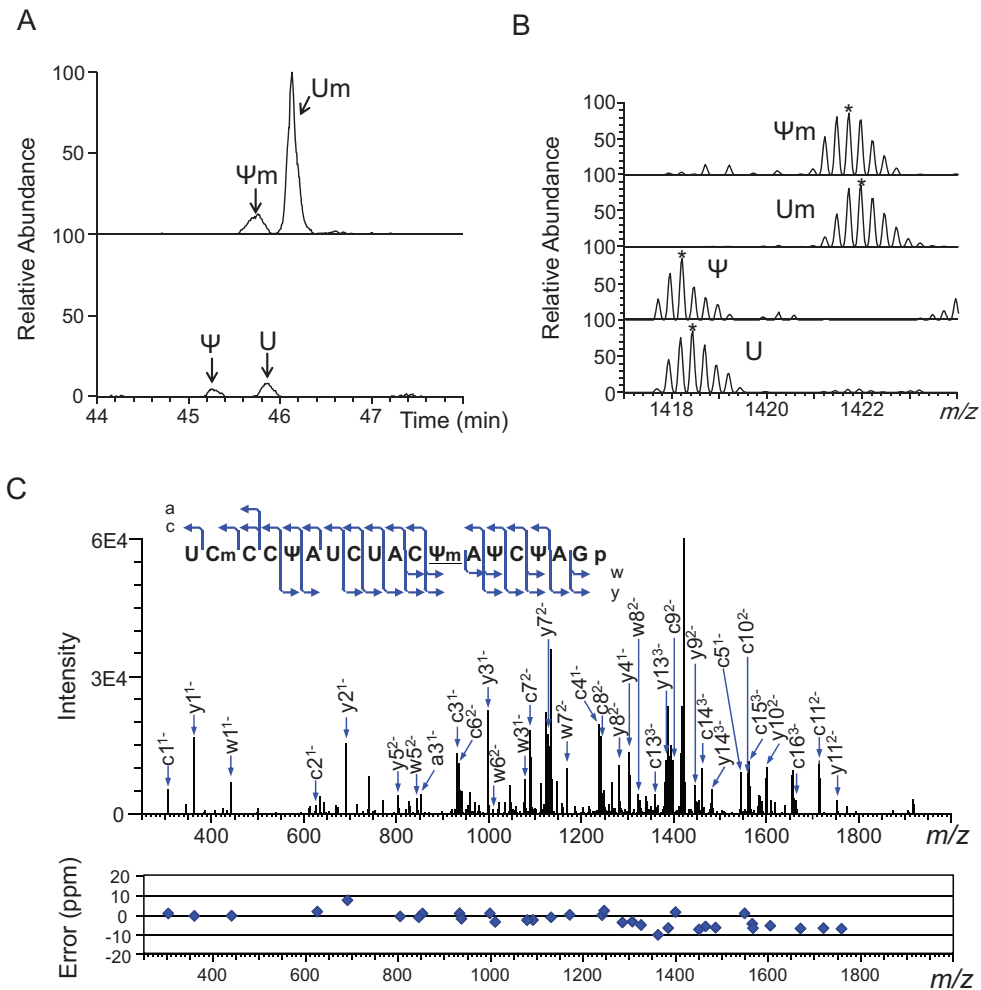 A
Relative Abundance
100
50
100
50
0
Um
Ψm
Ψ
U
44
45
46
47
Time (min)
B
Relative Abundance
100
50
100
50
100
50
100
50
0
Ψm
*
Um
*
Ψ
*
U
*
1418
1420
1422
m/z
C
a
c
U Cm C C Ψ A U C U A C Ψm A Ψ C Ψ A G p
w
y
Intensity
6E4
3E4
0
c1¹⁻
y1¹⁻
w1¹⁻
c2¹⁻
y2¹⁻
y5²⁻
w5²⁻
a3¹⁻
c3¹⁻
c6²⁻
y3¹⁻
w6²⁻
w3¹⁻
c7²⁻
y7²⁻
w7²⁻
c4¹⁻
c8²⁻
y8²⁻
y4¹⁻
w8²⁻
c13³⁻
y13³⁻
c9²⁻
y9²⁻
c14³⁻
y14³⁻
c5¹⁻
c10²⁻
c15³⁻
y10²⁻
c16³⁻
c11²⁻
y11²⁻
400
600
800
1000
1200
1400
1600
1800
m/z
Error (ppm)
20
10
0
-10
-20
400
600
800
1000
1200
1400
1600
1800
m/z